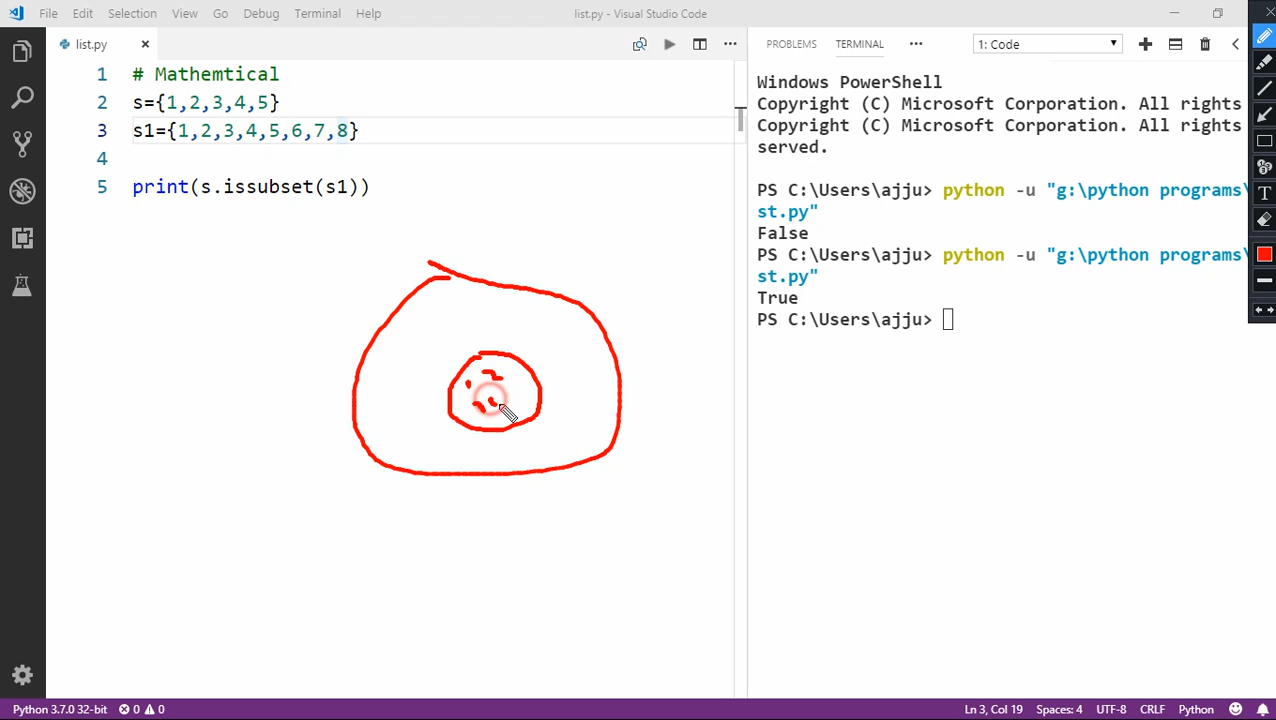 File Edit Selection View Go Debug Terminal Help list.py - Visual Studio Code
list.py
1 # Mathemtical
2 s={1,2,3,4,5}
3 s1={1,2,3,4,5,6,7,8}
4
5 print(s.issubset(s1))
PROBLEMS TERMINAL 1: Code
Windows PowerShell
Copyright (C) Microsoft Corporation. All rights
Copyright (C) Microsoft Corporation. All rights
served.
PS C:\Users\ajju> python -u "g:\python programs\
st.py"
False
PS C:\Users\ajju> python -u "g:\python programs\
st.py"
True
PS C:\Users\ajju>
T
Python 3.7.0 32-bit 0 0 Ln 3, Col 19 Spaces: 4 UTF-8 CRLF Python